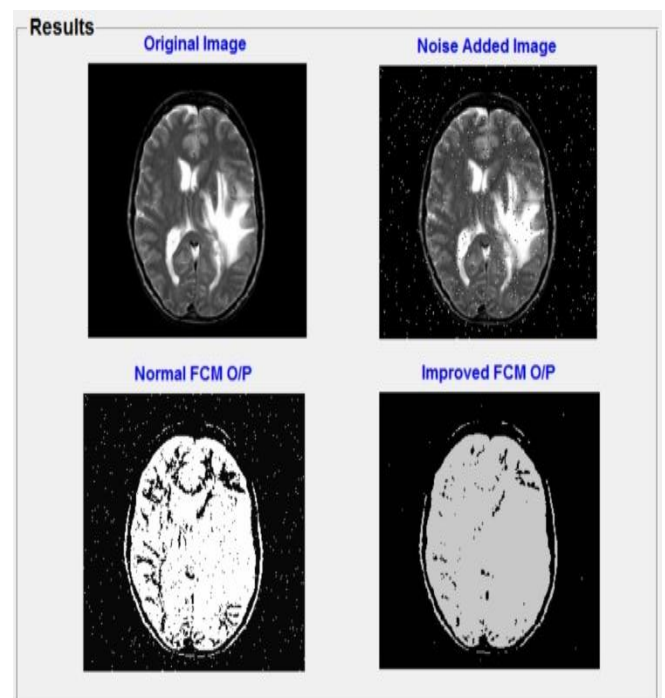 Results
Original Image
Noise Added Image
Normal FCM O/P
Improved FCM O/P